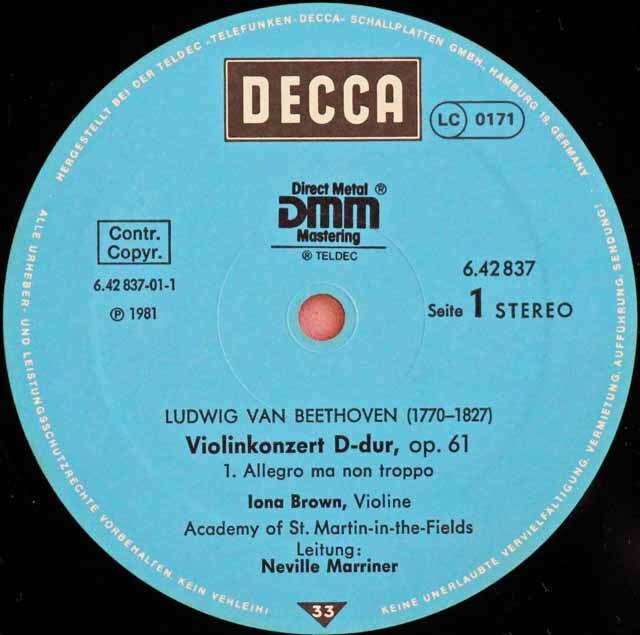 HERGESTELLT BEI DER TELDEC »TELEFUNKEN-DECCA« SCHALLPLATTEN GMBH, HAMBURG 19, GERMANY
DECCA
LC 0171
Direct Metal ®
DMM
Mastering
® TELDEC
Contr.
Copyr.
6.42 837-01-1
℗ 1981
6.42 837
Seite 1 STEREO
LUDWIG VAN BEETHOVEN (1770–1827)
Violinkonzert D-dur, op. 61
1. Allegro ma non troppo
Iona Brown, Violine
Academy of St. Martin-in-the-Fields
Leitung:
Neville Marriner
33
ALLE URHEBER- UND LEISTUNGSSCHUTZRECHTE VORBEHALTEN. KEIN VERLEIH!
KEINE UNERLAUBTE VERVIELFÄLTIGUNG, VERMIETUNG, AUFFÜHRUNG, SENDUNG!